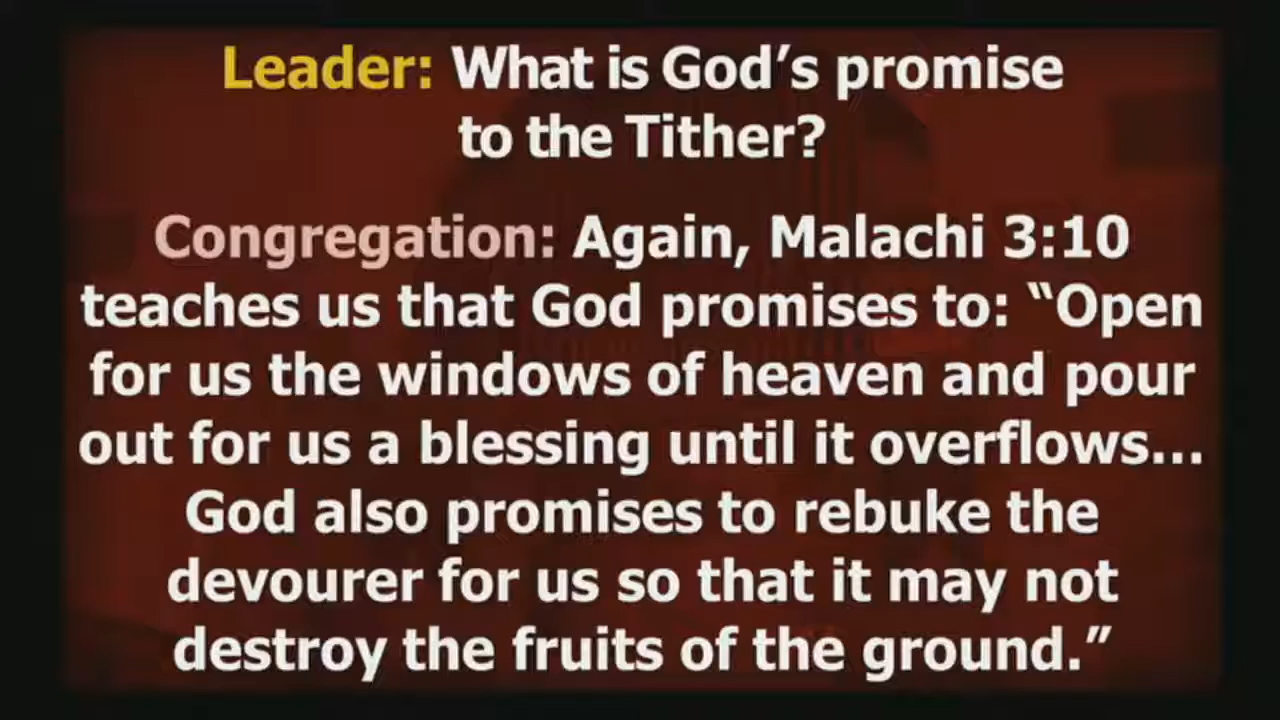 Leader: What is God’s promise
to the Tither?
Congregation: Again, Malachi 3:10
teaches us that God promises to: “Open
for us the windows of heaven and pour
out for us a blessing until it overflows...
God also promises to rebuke the
devourer for us so that it may not
destroy the fruits of the ground.”